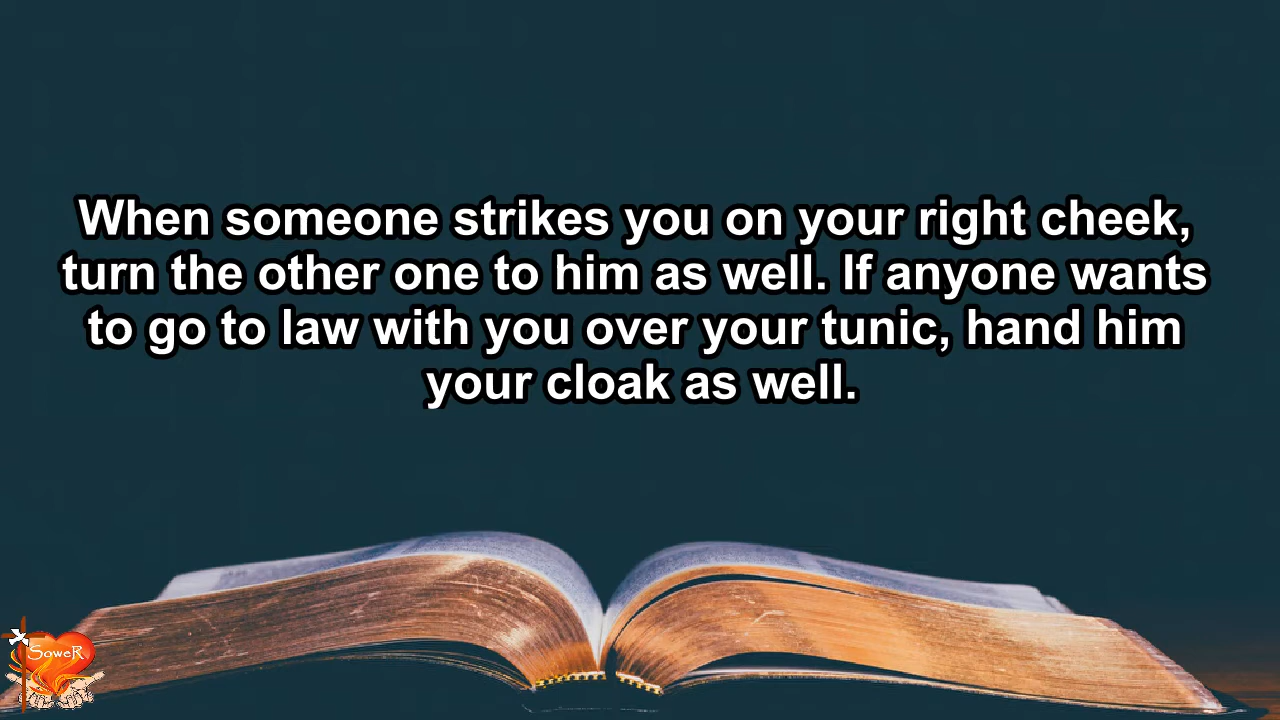 When someone strikes you on your right cheek,
turn the other one to him as well. If anyone wants
to go to law with you over your tunic, hand him
your cloak as well.
SoweR